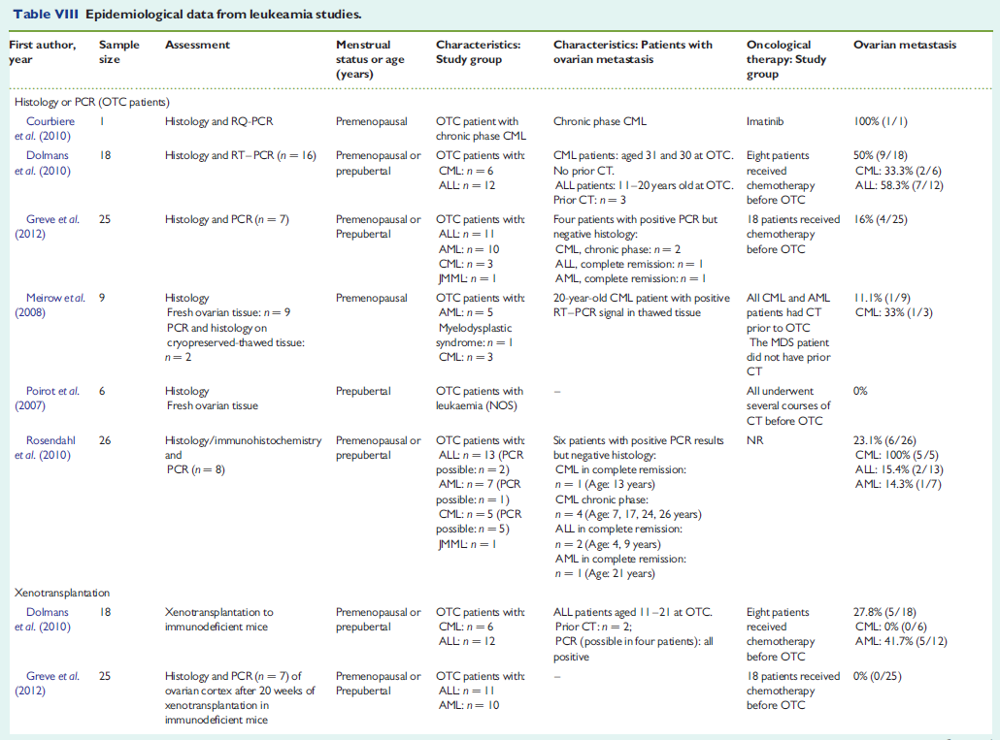 Table VIII Epidemiological data from leukeamia studies.
First author, year | Sample size | Assessment | Menstrual status or age (years) | Characteristics: Study group | Characteristics: Patients with ovarian metastasis | Oncological therapy: Study group | Ovarian metastasis
Histology or PCR (OTC patients)
Courbiere et al. (2010) | 1 | Histology and RQ-PCR | Premenopausal | OTC patient with chronic phase CML | Chronic phase CML | Imatinib | 100% (1/1)
Dolmans et al. (2010) | 18 | Histology and RT–PCR (n = 16) | Premenopausal or prepubertal | OTC patients with: CML: n = 6 ALL: n = 12 | CML patients: aged 31 and 30 at OTC. No prior CT. ALL patients: 11–20 years old at OTC. Prior CT: n = 3 | Eight patients received chemotherapy before OTC | 50% (9/18) CML: 33.3% (2/6) ALL: 58.3% (7/12)
Greve et al. (2012) | 25 | Histology and PCR (n = 7) | Premenopausal or Prepubertal | OTC patients with: ALL: n = 11 AML: n = 10 CML: n = 3 JMML: n = 1 | Four patients with positive PCR but negative histology: CML, chronic phase: n = 2 ALL, complete remission: n = 1 AML, complete remission: n = 1 | 18 patients received chemotherapy before OTC | 16% (4/25)
Meirow et al. (2008) | 9 | Histology Fresh ovarian tissue: n = 9 PCR and histology on cryopreserved-thawed tissue: n = 2 | Premenopausal | OTC patients with: AML: n = 5 Myelodysplastic syndrome: n = 1 CML: n = 3 | 20-year-old CML patient with positive RT–PCR signal in thawed tissue | All CML and AML patients had CT prior to OTC The MDS patient did not have prior CT | 11.1% (1/9) CML: 33% (1/3)
Poirot et al. (2007) | 6 | Histology Fresh ovarian tissue | Prepubertal | OTC patients with leukaemia (NOS) | – | All underwent several courses of CT before OTC | 0%
Rosendahl et al. (2010) | 26 | Histology/immunohistochemistry and PCR (n = 8) | Premenopausal or prepubertal | OTC patients with: ALL: n = 13 (PCR possible: n = 2) AML: n = 7 (PCR possible: n = 1) CML: n = 5 (PCR possible: n = 5) JMML: n = 1 | Six patients with positive PCR results but negative histology: CML in complete remission: n = 1 (Age: 13 years) CML chronic phase: n = 4 (Age: 7, 17, 24, 26 years) ALL in complete remission: n = 2 (Age: 4, 9 years) AML in complete remission: n = 1 (Age: 21 years) | NR | 23.1% (6/26) CML: 100% (5/5) ALL: 15.4% (2/13) AML: 14.3% (1/7)
Xenotransplantation
Dolmans et al. (2010) | 18 | Xenotransplantation to immunodeficient mice | Premenopausal or prepubertal | OTC patients with: CML: n = 6 ALL: n = 12 | ALL patients aged 11–21 at OTC. Prior CT: n = 2; PCR (possible in four patients): all positive | Eight patients received chemotherapy before OTC | 27.8% (5/18) CML: 0% (0/6) AML: 41.7% (5/12)
Greve et al. (2012) | 25 | Histology and PCR (n = 7) of ovarian cortex after 20 weeks of xenotransplantation in immunodeficient mice | Premenopausal or Prepubertal | OTC patients with: ALL: n = 11 AML: n = 10 | – | 18 patients received chemotherapy before OTC | 0% (0/25)